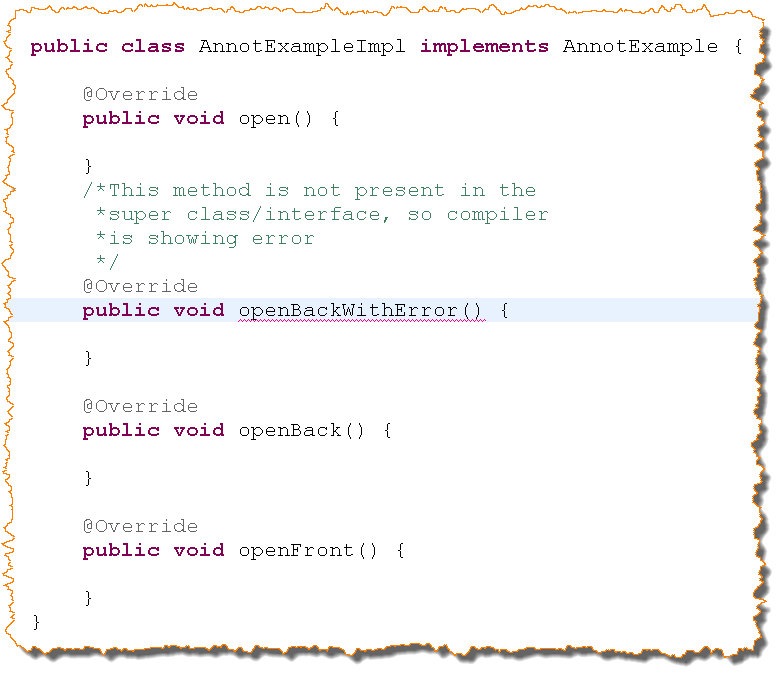 public class AnnotExampleImpl implements AnnotExample {
@Override
public void open() {
}
/*This method is not present in the
*super class/interface, so compiler
*is showing error
*/
@Override
public void openBackWithError() {
}
@Override
public void openBack() {
}
@Override
public void openFront() {
}
}